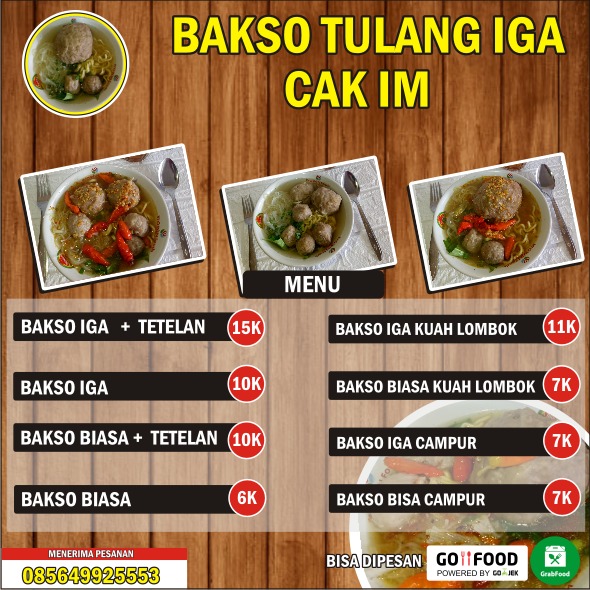 BAKSO TULANG IGA
CAK IM
MENU
BAKSO IGA + TETELAN 15K
BAKSO IGA 10K
BAKSO BIASA + TETELAN 10K
BAKSO BIASA 6K
BAKSO IGA KUAH LOMBOK 11K
BAKSO BIASA KUAH LOMBOK 7K
BAKSO IGA CAMPUR 7K
BAKSO BISA CAMPUR 7K
MENERIMA PESANAN
085649925553
BISA DIPESAN
GO FOOD
POWERED BY GO JEK
GrabFood